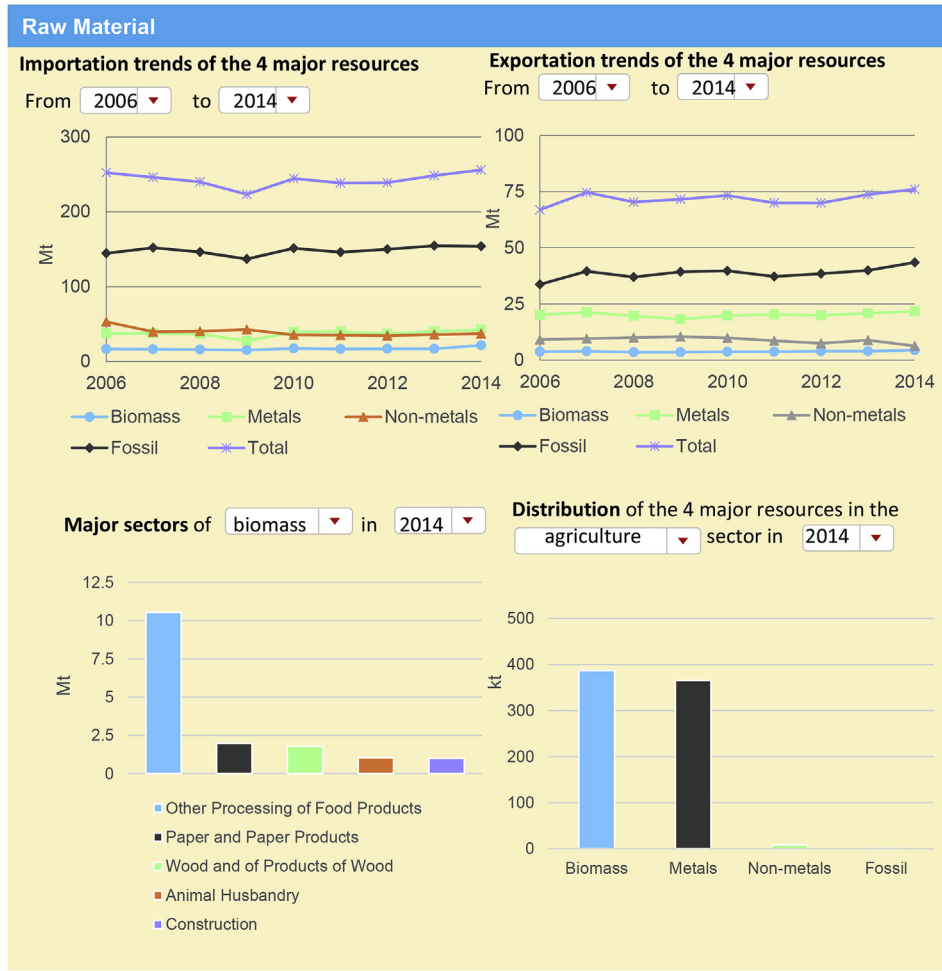 Raw Material
Importation trends of the 4 major resources
From 2006 to 2014
300
200
100
0
Mt
2006 2008 2010 2012 2014
Biomass Metals Non-metals
Fossil Total
Exportation trends of the 4 major resources
From 2006 to 2014
100
75
50
25
0
Mt
2006 2008 2010 2012 2014
Biomass Metals Non-metals
Fossil Total
Major sectors of biomass in 2014
12.5
10
7.5
5
2.5
0
Mt
Other Processing of Food Products
Paper and Paper Products
Wood and of Products of Wood
Animal Husbandry
Construction
Distribution of the 4 major resources in the
agriculture sector in 2014
500
400
300
200
100
0
kt
Biomass Metals Non-metals Fossil